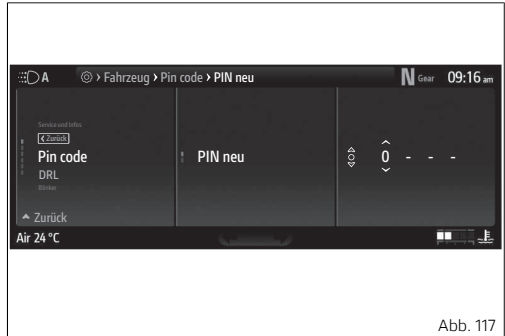 A
> Fahrzeug > Pin code > PIN neu
N Gear 09:16 am
Service und Infos
< Zurück
Pin code
DRL
Blinker
Zurück
PIN neu
0 - - -
Air 24 °C
Abb. 117